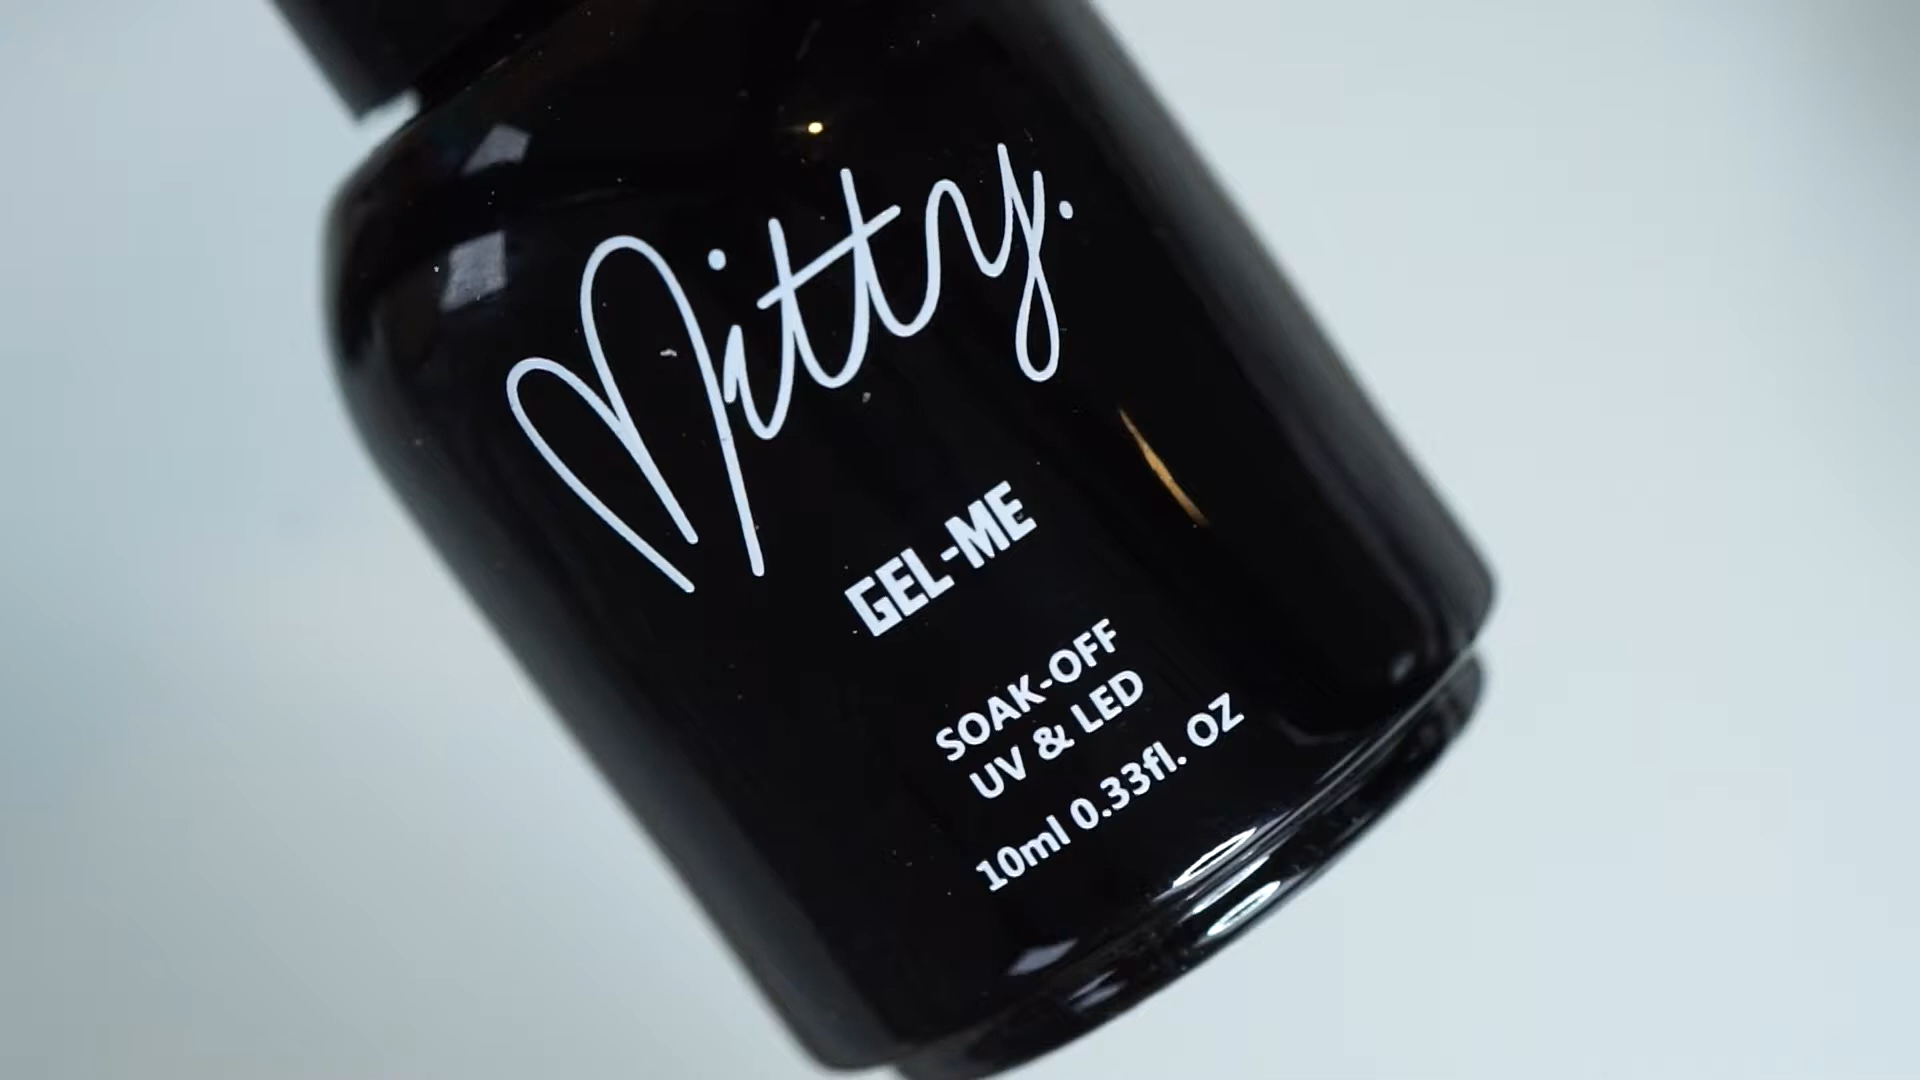 Mitty.
GEL-ME
SOAK-OFF
UV & LED
10ml 0.33fl. OZ